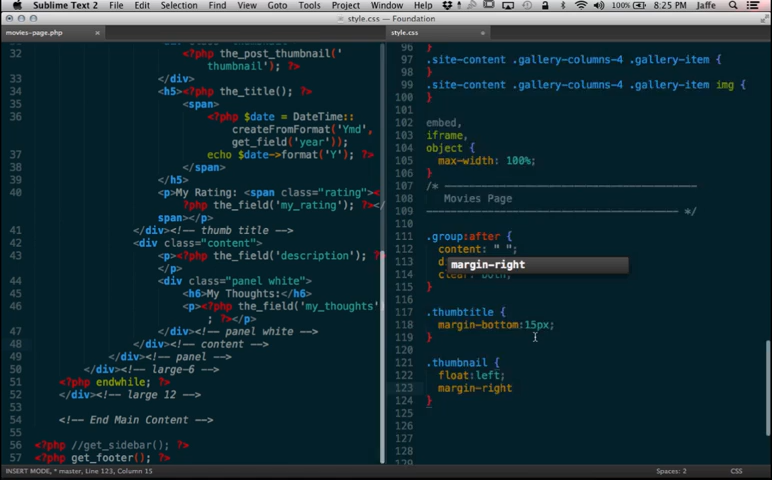 Sublime Text 2 File Edit Selection Find View Goto Tools Project Window Help 100% 8:25 PM Jaffe
style.css — Foundation
movies-page.php × style.css
32 <?php the_post_thumbnail('
thumbnail'); ?>
33 </div>
34 <h5><?php the_title(); ?>
35 <span>
36 <?php $date = DateTime::
createFromFormat('Ymd',
get_field('year'));
37 echo $date->format('Y'); ?>
38 </span>
39 </h5>
40 <p>My Rating: <span class="rating"><
?php the_field('my_rating'); ?></
span></p>
41 </div><!-- thumb title -->
42 <div class="content">
43 <p><?php the_field('description'); ?>
</p>
44 <div class="panel white">
45 <h6>My Thoughts:</h6>
46 <p><?php the_field('my_thoughts')
; ?></p>
47 </div><!-- panel white -->
48 </div><!-- content -->
49 </div><!-- panel -->
50 </div><!-- large-6 -->
51 <?php endwhile; ?>
52 </div><!-- large 12 -->
53
54 <!-- End Main Content -->
55
56 <?php //get_sidebar(); ?>
57 <?php get_footer(); ?>
96 }
97 .site-content .gallery-columns-4 .gallery-item {
98 }
99 .site-content .gallery-columns-4 .gallery-item img {
100 }
101
102 embed,
103 iframe,
104 object {
105 max-width: 100%;
106 }
107 /*
108 Movies Page
109 */
110
111 .group:after {
112 content: " ";
113 d
margin-right
114 clear: both;
115 }
116
117 .thumbtitle {
118 margin-bottom:15px;
119 }
120
121 .thumbnail {
122 float:left;
123 margin-right
124 }
125
126
127
128
129
INSERT MODE, * master, Line 123, Column 15 Spaces: 2 CSS